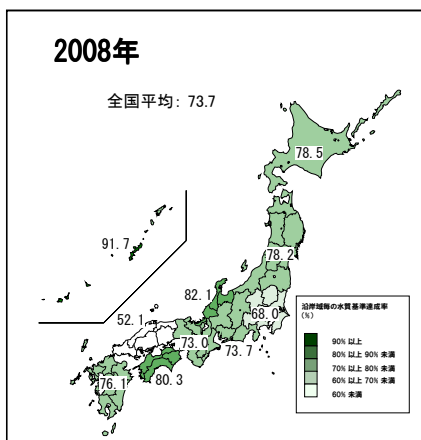 2008年
全国平均: 73.7
78.5
91.7
78.2
82.1
68.0
52.1
73.0
73.7
76.1
80.3
沿岸域毎の水質基準達成率
(%)
90% 以上
80% 以上 90% 未満
70% 以上 80% 未満
60% 以上 70% 未満
60% 未満